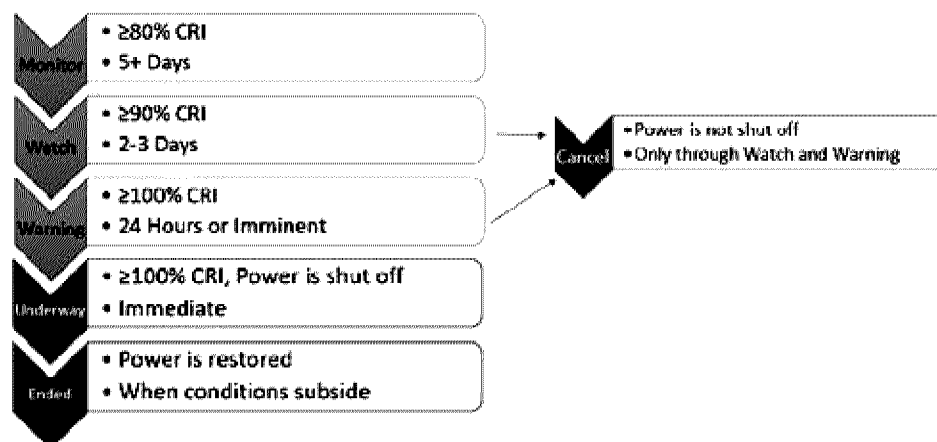 Monitor
• ≥80% CRI
• 5+ Days
Watch
• ≥90% CRI
• 2-3 Days
Warning
• ≥100% CRI
• 24 Hours or Imminent
Cancel
•Power is not shut off
•Only through Watch and Warning
Underway
• ≥100% CRI, Power is shut off
• Immediate
Ended
• Power is restored
• When conditions subside